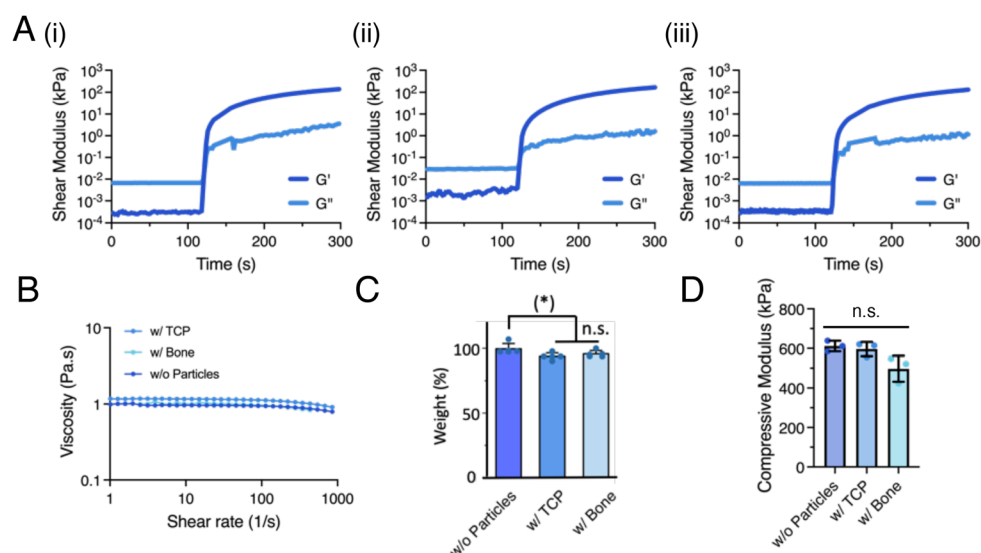 A (i)
(ii)
(iii)
Shear Modulus (kPa)
10³
10²
10¹
10⁰
10⁻¹
10⁻²
10⁻³
10⁻⁴
G'
G"
0
100
200
300
Time (s)
Shear Modulus (kPa)
10³
10²
10¹
10⁰
10⁻¹
10⁻²
10⁻³
10⁻⁴
G'
G"
0
100
200
300
Time (s)
Shear Modulus (kPa)
10³
10²
10¹
10⁰
10⁻¹
10⁻²
10⁻³
10⁻⁴
G'
G"
0
100
200
300
Time (s)
B
Viscosity (Pa.s)
10
1
0.1
w/ TCP
w/ Bone
w/o Particles
1
10
100
1000
Shear rate (1/s)
C
Weight (%)
100
50
0
(*)
n.s.
w/o Particles
w/ TCP
w/ Bone
D
Compressive Modulus (kPa)
800
600
400
200
0
n.s.
w/o Particles
w/ TCP
w/ Bone